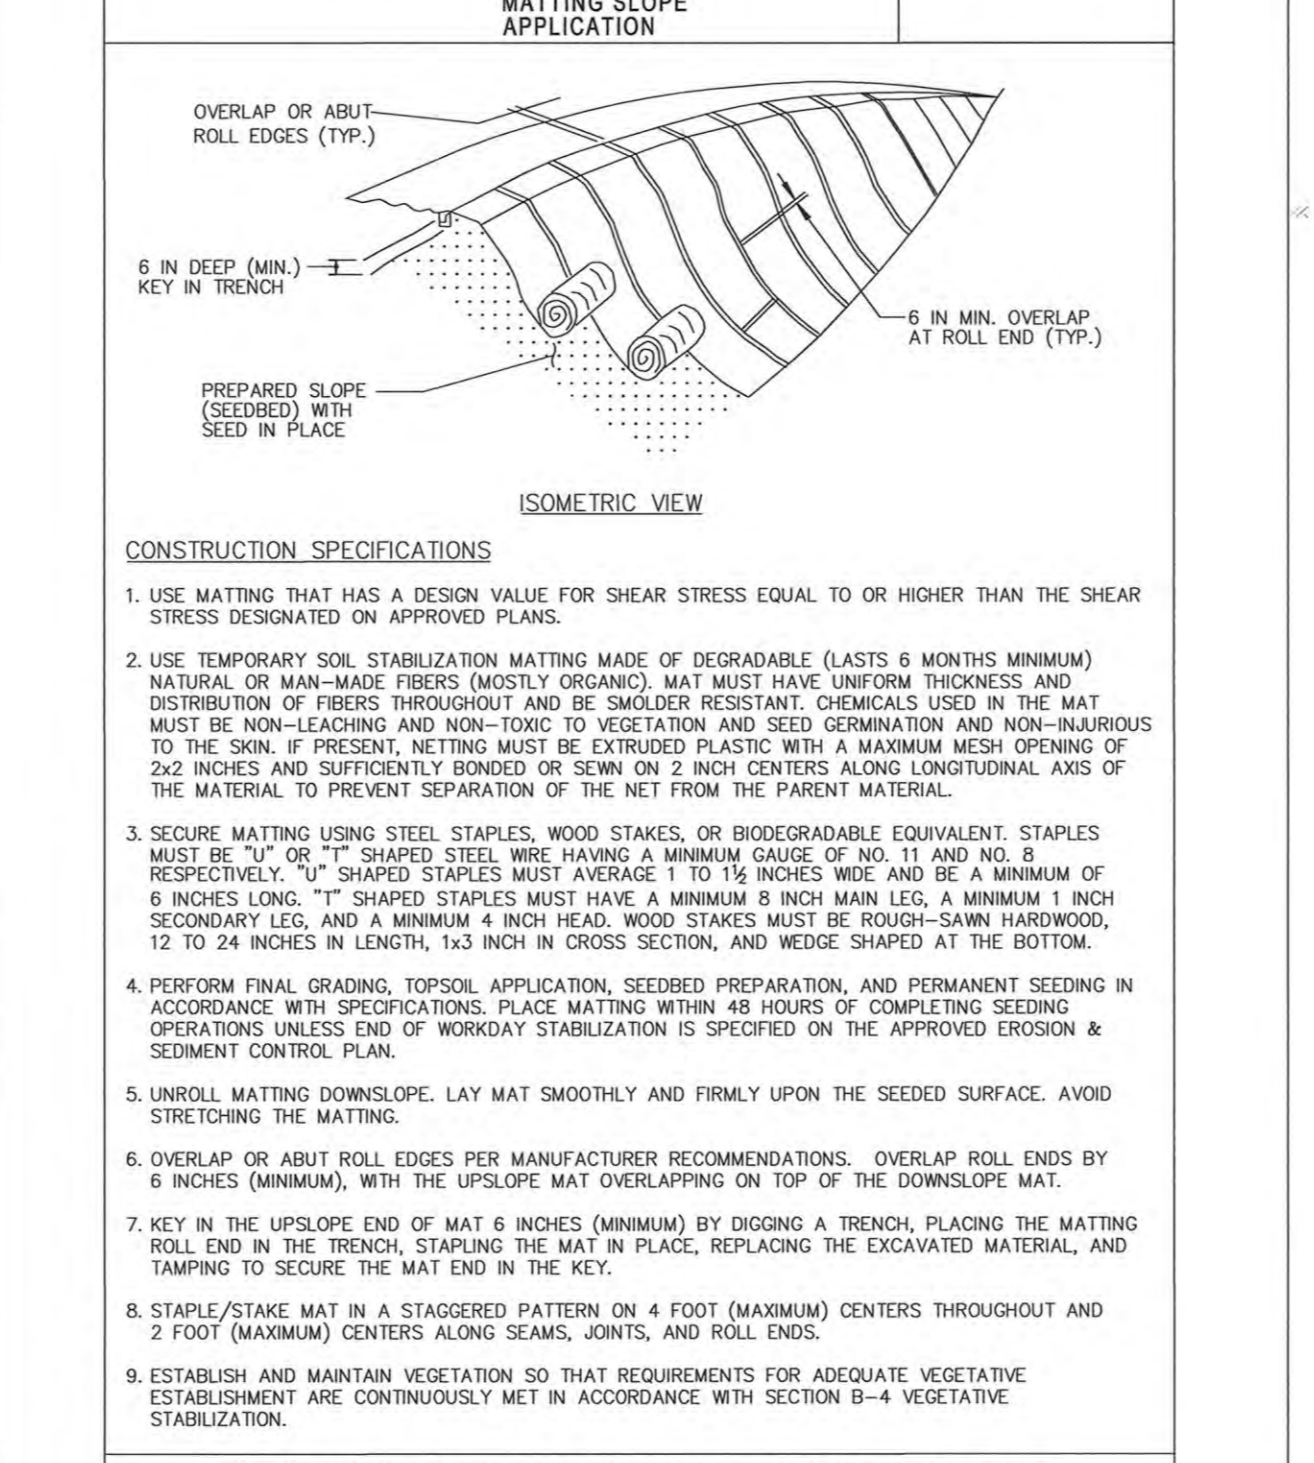 MATTING SLOPE
APPLICATION
OVERLAP OR ABUT
ROLL EDGES (TYP.)
6 IN DEEP (MIN.)
KEY IN TRENCH
6 IN MIN. OVERLAP
AT ROLL END (TYP.)
PREPARED SLOPE
(SEEDBED) WITH
SEED IN PLACE
ISOMETRIC VIEW
CONSTRUCTION SPECIFICATIONS
1. USE MATTING THAT HAS A DESIGN VALUE FOR SHEAR STRESS EQUAL TO OR HIGHER THAN THE SHEAR
STRESS DESIGNATED ON APPROVED PLANS.
2. USE TEMPORARY SOIL STABILIZATION MATTING MADE OF DEGRADABLE (LASTS 6 MONTHS MINIMUM)
NATURAL OR MAN-MADE FIBERS (MOSTLY ORGANIC). MAT MUST HAVE UNIFORM THICKNESS AND
DISTRIBUTION OF FIBERS THROUGHOUT AND BE SMOLDER RESISTANT. CHEMICALS USED IN THE MAT
MUST BE NON-LEACHING AND NON-TOXIC TO VEGETATION AND SEED GERMINATION AND NON-INJURIOUS
TO THE SKIN. IF PRESENT, NETTING MUST BE EXTRUDED PLASTIC WITH A MAXIMUM MESH OPENING OF
2x2 INCHES AND SUFFICIENTLY BONDED OR SEWN ON 2 INCH CENTERS ALONG LONGITUDINAL AXIS OF
THE MATERIAL TO PREVENT SEPARATION OF THE NET FROM THE PARENT MATERIAL.
3. SECURE MATTING USING STEEL STAPLES, WOOD STAKES, OR BIODEGRADABLE EQUIVALENT. STAPLES
MUST BE "U" OR "T" SHAPED STEEL WIRE HAVING A MINIMUM GAUGE OF NO. 11 AND NO. 8
RESPECTIVELY. "U" SHAPED STAPLES MUST AVERAGE 1 TO 1½ INCHES WIDE AND BE A MINIMUM OF
6 INCHES LONG. "T" SHAPED STAPLES MUST HAVE A MINIMUM 8 INCH MAIN LEG, A MINIMUM 1 INCH
SECONDARY LEG, AND A MINIMUM 4 INCH HEAD. WOOD STAKES MUST BE ROUGH-SAWN HARDWOOD,
12 TO 24 INCHES IN LENGTH, 1x3 INCH IN CROSS SECTION, AND WEDGE SHAPED AT THE BOTTOM.
4. PERFORM FINAL GRADING, TOPSOIL APPLICATION, SEEDBED PREPARATION, AND PERMANENT SEEDING IN
ACCORDANCE WITH SPECIFICATIONS. PLACE MATTING WITHIN 48 HOURS OF COMPLETING SEEDING
OPERATIONS UNLESS END OF WORKDAY STABILIZATION IS SPECIFIED ON THE APPROVED EROSION &
SEDIMENT CONTROL PLAN.
5. UNROLL MATTING DOWNSLOPE. LAY MAT SMOOTHLY AND FIRMLY UPON THE SEEDED SURFACE. AVOID
STRETCHING THE MATTING.
6. OVERLAP OR ABUT ROLL EDGES PER MANUFACTURER RECOMMENDATIONS. OVERLAP ROLL ENDS BY
6 INCHES (MINIMUM), WITH THE UPSLOPE MAT OVERLAPPING ON TOP OF THE DOWNSLOPE MAT.
7. KEY IN THE UPSLOPE END OF MAT 6 INCHES (MINIMUM) BY DIGGING A TRENCH, PLACING THE MATTING
ROLL END IN THE TRENCH, STAPLING THE MAT IN PLACE, REPLACING THE EXCAVATED MATERIAL, AND
TAMPING TO SECURE THE MAT END IN THE KEY.
8. STAPLE/STAKE MAT IN A STAGGERED PATTERN ON 4 FOOT (MAXIMUM) CENTERS THROUGHOUT AND
2 FOOT (MAXIMUM) CENTERS ALONG SEAMS, JOINTS, AND ROLL ENDS.
9. ESTABLISH AND MAINTAIN VEGETATION SO THAT REQUIREMENTS FOR ADEQUATE VEGETATIVE
ESTABLISHMENT ARE CONTINUOUSLY MET IN ACCORDANCE WITH SECTION B-4 VEGETATIVE
STABILIZATION.